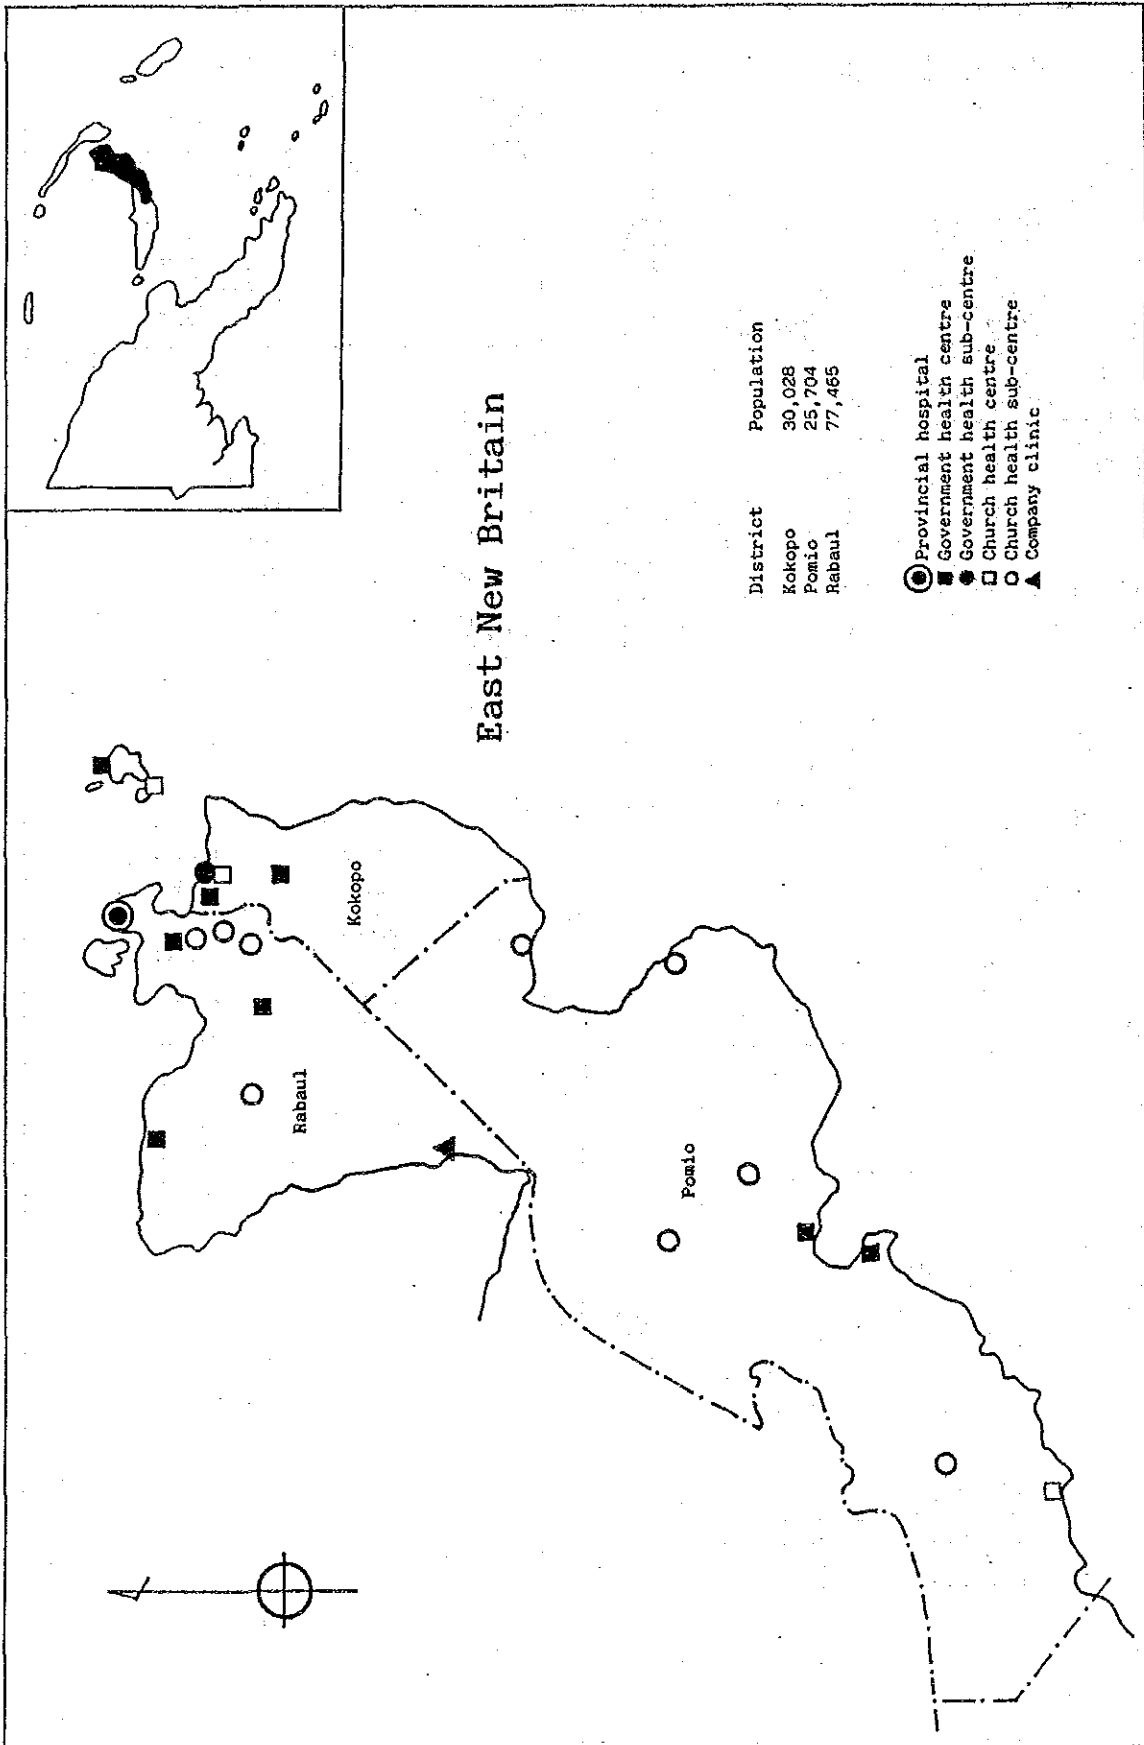 East New Britain
Kokopo
Rabaul
Pomio
District Population
Kokopo 30,028
Pomio 25,704
Rabaul 77,465
Provincial hospital
Government health centre
Government health sub-centre
Church health centre
Church health sub-centre
Company clinic